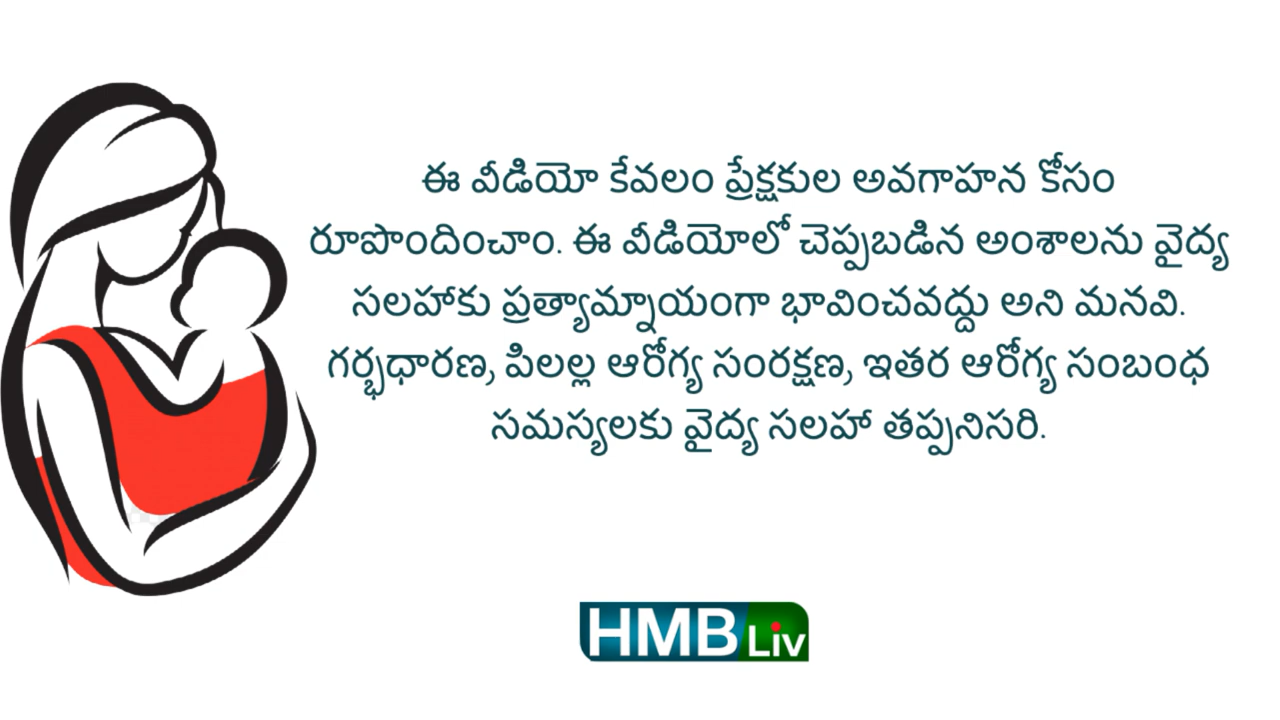 ఈ వీడియో కేవలం ప్రేక్షకుల అవగాహన కోసం
రూపొందించాం. ఈ వీడియోలో చెప్పబడిన అంశాలను వైద్య
సలహాకు ప్రత్యామ్నాయంగా భావించవద్దు అని మనవి.
గర్భధారణ, పిలల్ల ఆరోగ్య సంరక్షణ, ఇతర ఆరోగ్య సంబంధ
సమస్యలకు వైద్య సలహా తప్పనిసరి.
HMB Liv